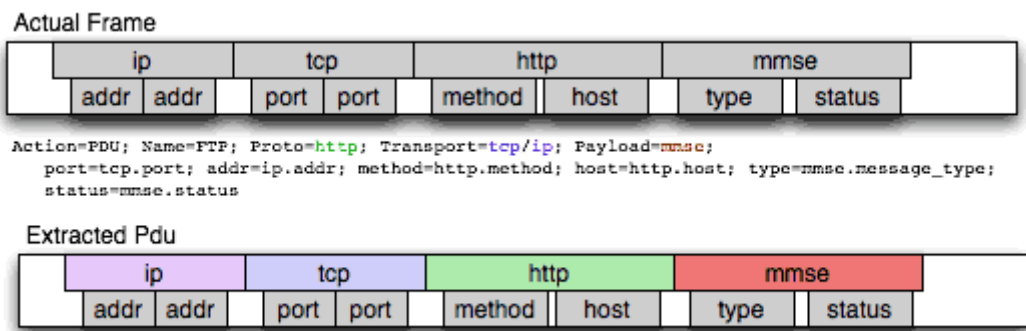 Actual Frame
ip tcp http mmse
addr addr port port method host type status
Action=PDU; Name=FTP; Proto=http; Transport=tcp/ip; Payload=mmse;
port=tcp.port; addr=ip.addr; method=http.method; host=http.host; type=mmse.message_type;
status=mmse.status
Extracted Pdu
ip tcp http mmse
addr addr port port method host type status